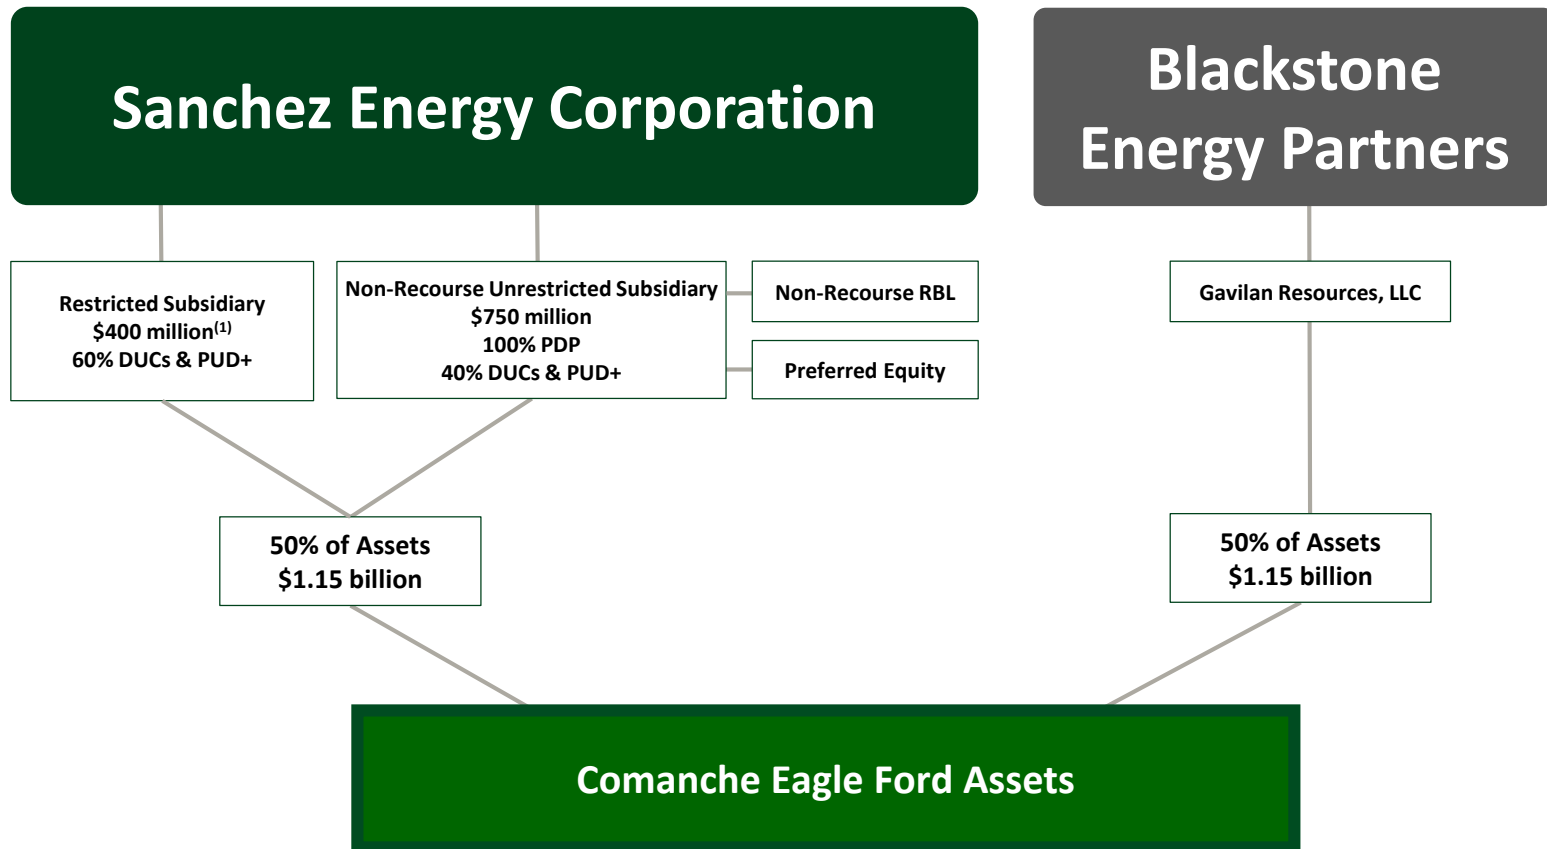 Sanchez Energy Corporation
Blackstone
Energy Partners
Restricted Subsidiary
$400 million(1)
60% DUCs & PUD+
Non-Recourse Unrestricted Subsidiary
$750 million
100% PDP
40% DUCs & PUD+
Non-Recourse RBL
Preferred Equity
Gavilan Resources, LLC
50% of Assets
$1.15 billion
50% of Assets
$1.15 billion
Comanche Eagle Ford Assets